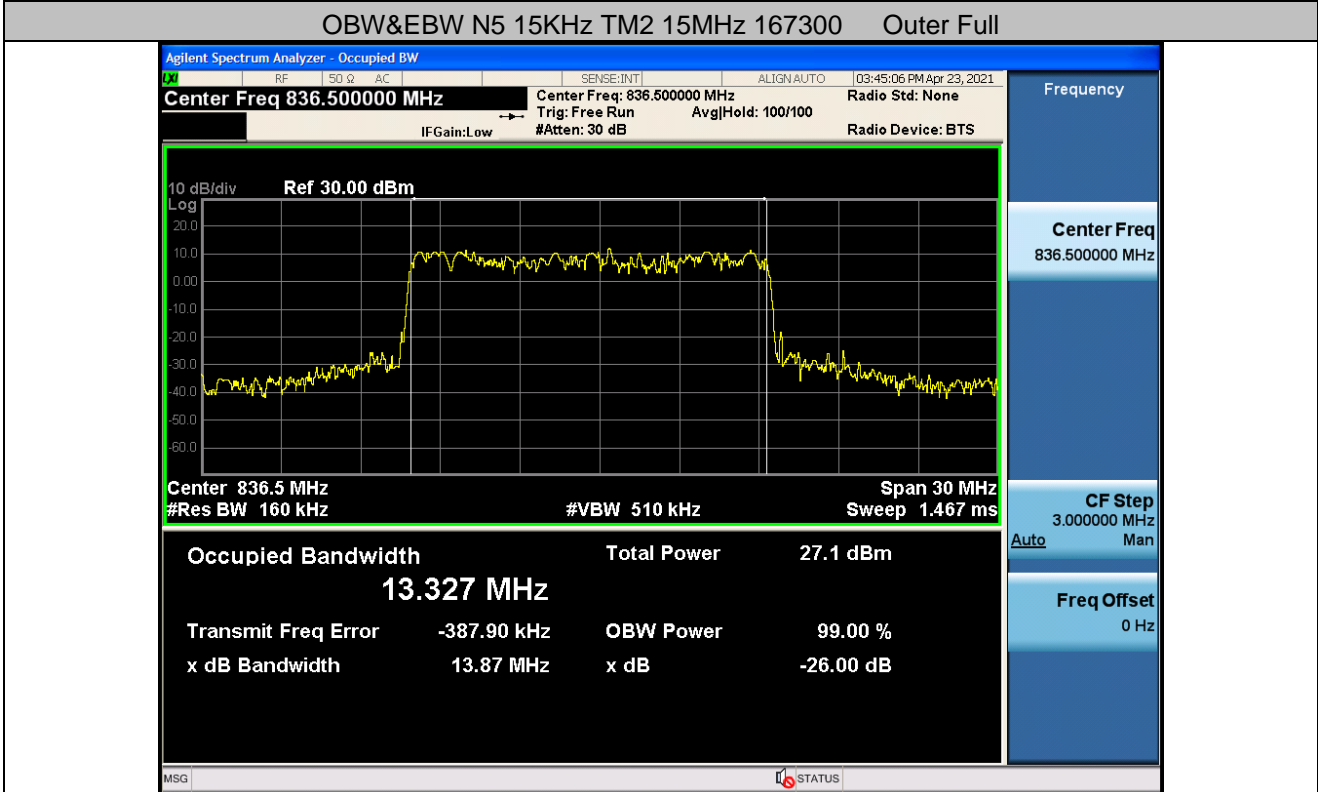 OBW&EBW N5 15KHz TM2 15MHz 167300 Outer Full
Agilent Spectrum Analyzer - Occupied BW
LXI RF 50 Ω AC SENSE:INT ALIGN AUTO 03:45:06 PM Apr 23, 2021
Center Freq 836.500000 MHz
Center Freq: 836.500000 MHz Radio Std: None
Trig: Free Run Avg|Hold: 100/100
IFGain:Low #Atten: 30 dB Radio Device: BTS
10 dB/div Ref 30.00 dBm
Log
20.0
10.0
0.00
-10.0
-20.0
-30.0
-40.0
-50.0
-60.0
Center 836.5 MHz Span 30 MHz
#Res BW 160 kHz #VBW 510 kHz Sweep 1.467 ms
Occupied Bandwidth Total Power 27.1 dBm
13.327 MHz
Transmit Freq Error -387.90 kHz OBW Power 99.00 %
x dB Bandwidth 13.87 MHz x dB -26.00 dB
Frequency
Center Freq
836.500000 MHz
CF Step
3.000000 MHz
Auto Man
Freq Offset
0 Hz
MSG STATUS